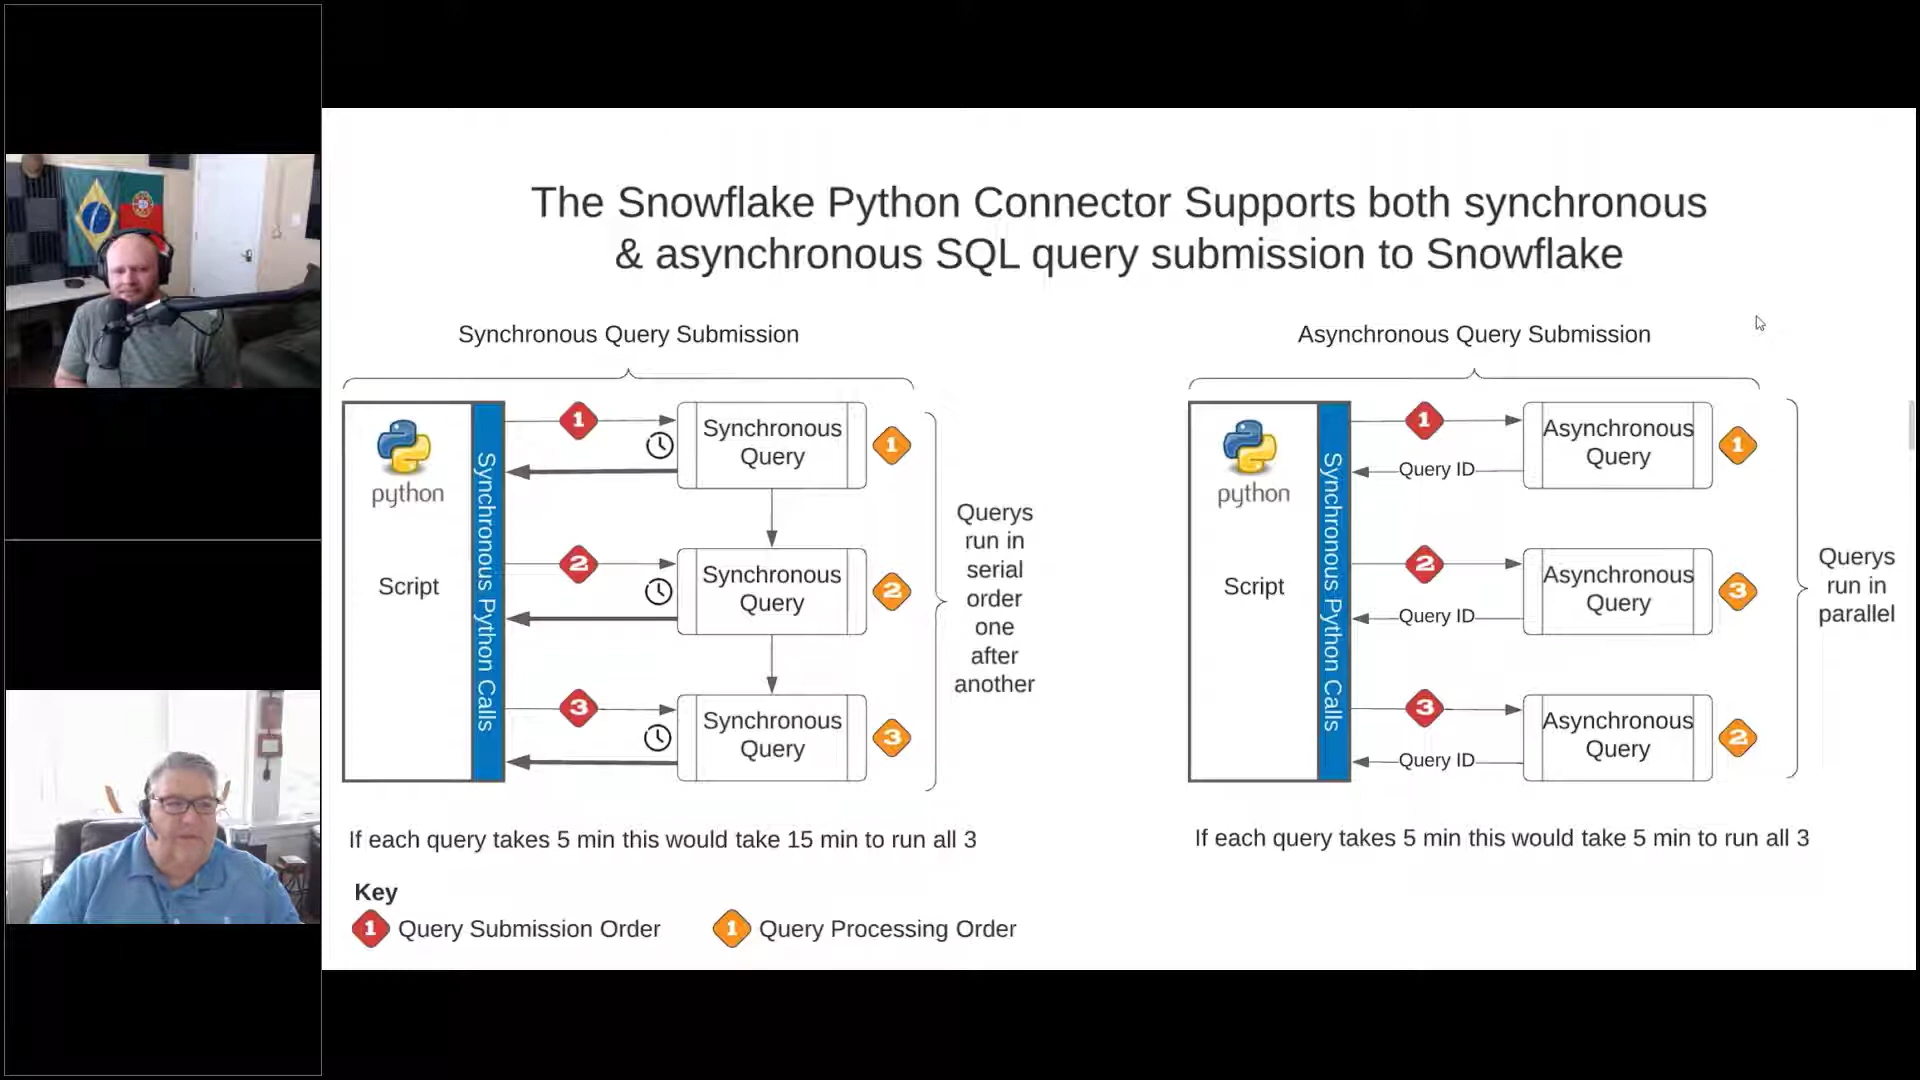 The Snowflake Python Connector Supports both synchronous
& asynchronous SQL query submission to Snowflake
Synchronous Query Submission
python
Script
Synchronous Python Calls
1
Synchronous
Query
1
2
Synchronous
Query
2
3
Synchronous
Query
3
Querys
run in
serial
order
one
after
another
If each query takes 5 min this would take 15 min to run all 3
Asynchronous Query Submission
python
Script
Synchronous Python Calls
1
Query ID
Asynchronous
Query
1
2
Query ID
Asynchronous
Query
3
3
Query ID
Asynchronous
Query
2
Querys
run in
parallel
If each query takes 5 min this would take 5 min to run all 3
Key
1 Query Submission Order
1 Query Processing Order